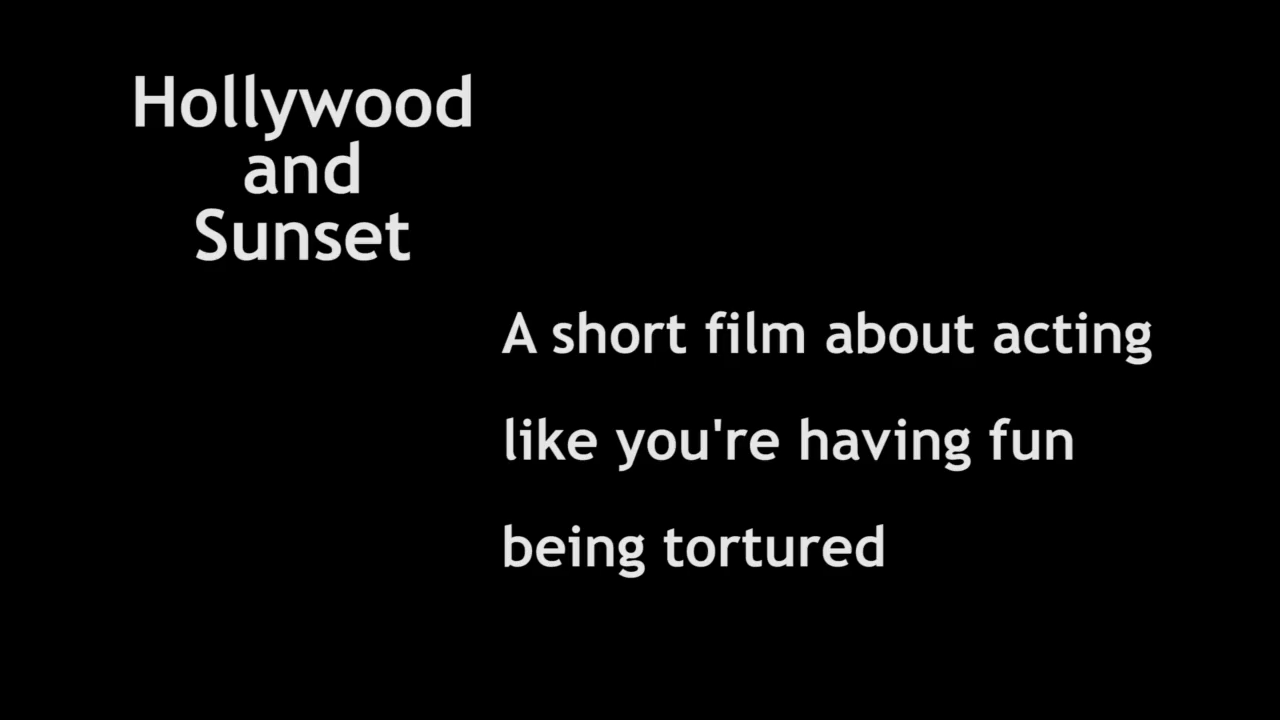 Hollywood
and
Sunset
A short film about acting
like you're having fun
being tortured